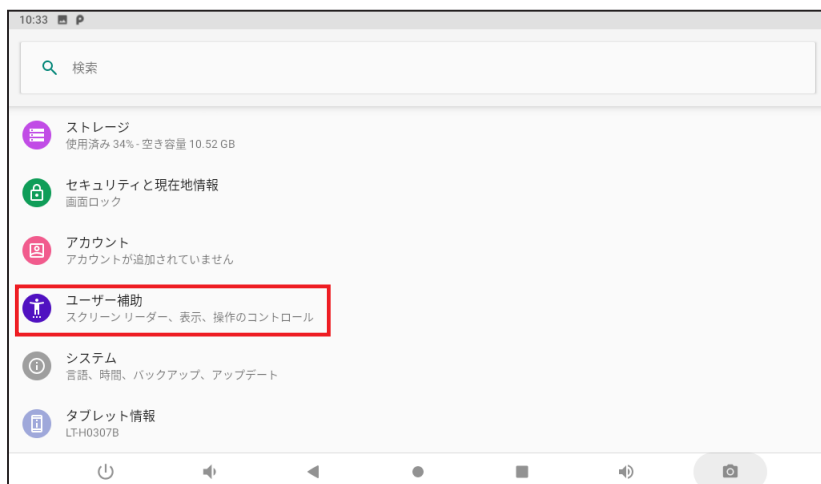 10:33
検索
ストレージ
使用済み 34% - 空き容量 10.52 GB
セキュリティと現在地情報
画面ロック
アカウント
アカウントが追加されていません
ユーザー補助
スクリーン リーダー、表示、操作のコントロール
システム
言語、時間、バックアップ、アップデート
タブレット情報
LT-H0307B